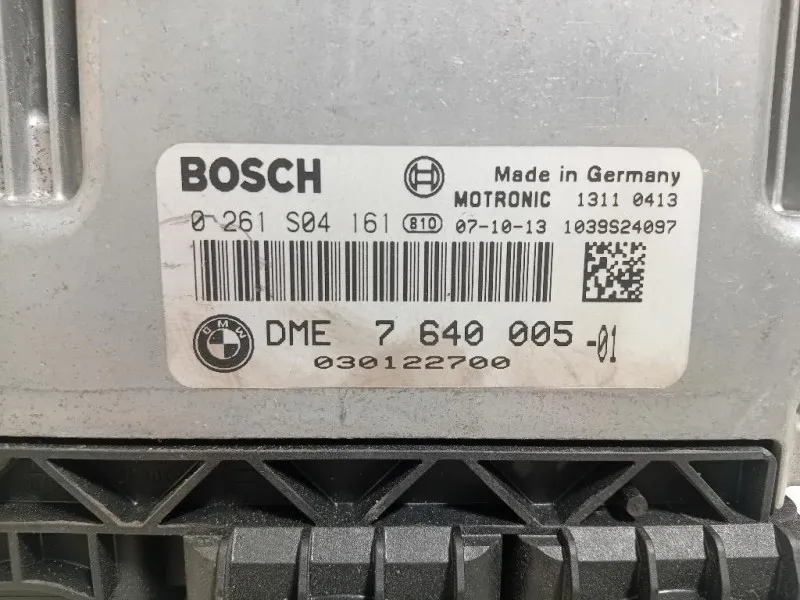 BOSCH
Made in Germany
MOTRONIC 1311 0413
0 261 S04 161 810 07-10-13 1039S24097
BMW
DME 7 640 005 -01
030122700